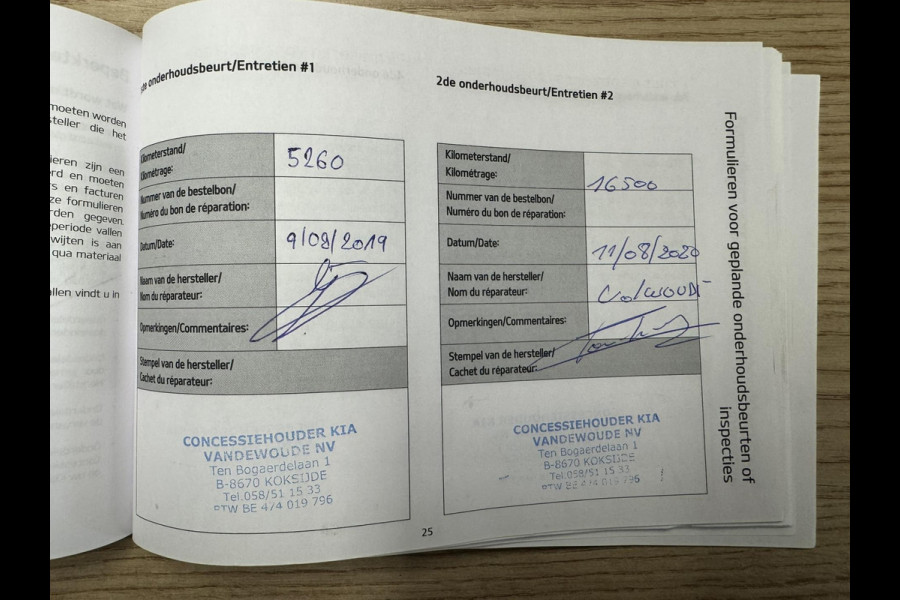 moeten worden
steller die het
ieren zijn een
rd en moeten
s en facturen
ze formulieren
rden gegeven.
periode vallen
wijten is aan
qua materiaal
allen vindt u in
de onderhoudsbeurt/Entretien #1
Kilometerstand/
Kilométrage:
5260
Nummer van de bestelbon/
Numéro du bon de réparation:
Datum/Date:
9/08/2019
Naam van de hersteller/
Nom du réparateur:
Opmerkingen/Commentaires:
Stempel van de hersteller/
Cachet du réparateur:
CONCESSIEHOUDER KIA
VANDEWOUDE NV
Ten Bogaerdelaan 1
B-8670 KOKSIJDE
Tel.058/51 15 33
BTW BE 474 019 796
2de onderhoudsbeurt/Entretien #2
Kilometerstand/
Kilométrage:
16500
Nummer van de bestelbon/
Numéro du bon de réparation:
Datum/Date:
11/08/2020
Naam van de hersteller/
Nom du réparateur:
Opmerkingen/Commentaires:
Stempel van de hersteller/
Cachet du réparateur:
CONCESSIEHOUDER KIA
VANDEWOUDE NV
Ten Bogaerdelaan 1
B-8670 KOKSIJDE
Tel.058/51 15 33
BTW BE 474 019 796
Formulieren voor geplande onderhoudsbeurten of
inspecties
25